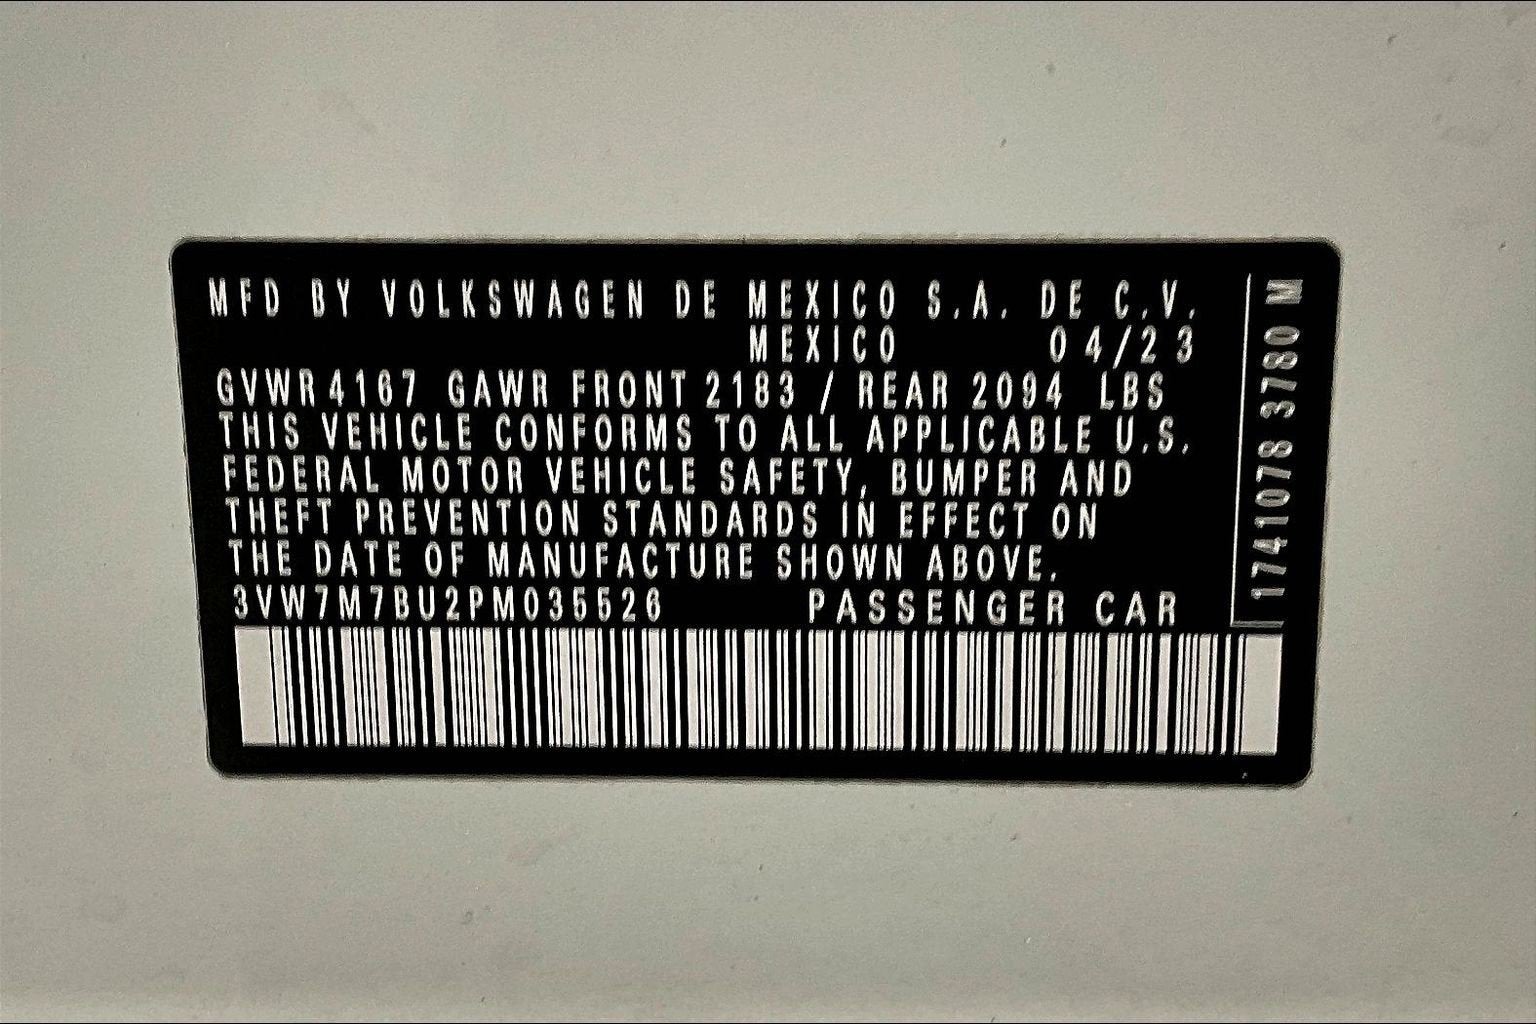 MFD BY VOLKSWAGEN DE MEXICO S.A. DE C.V.
MEXICO 04/23
GVWR 4167 GAWR FRONT 2183 / REAR 2094 LBS
THIS VEHICLE CONFORMS TO ALL APPLICABLE U.S.
FEDERAL MOTOR VEHICLE SAFETY, BUMPER AND
THEFT PREVENTION STANDARDS IN EFFECT ON
THE DATE OF MANUFACTURE SHOWN ABOVE.
3VW7M7BU2PM035526 PASSENGER CAR
1741078 3780 M